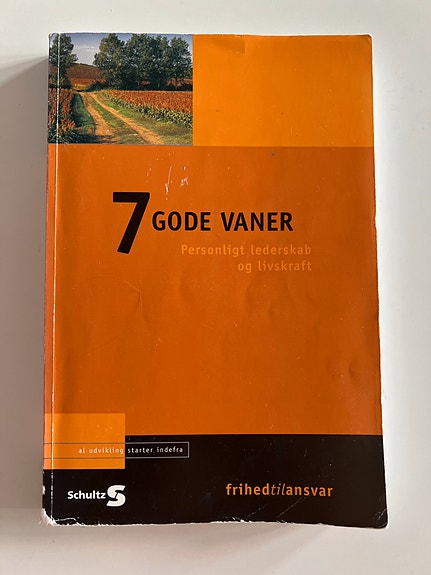 7 GODE VANER
Personligt lederskab
og livskraft
al udvikling starter indefra
Schultz
frihedtilansvar